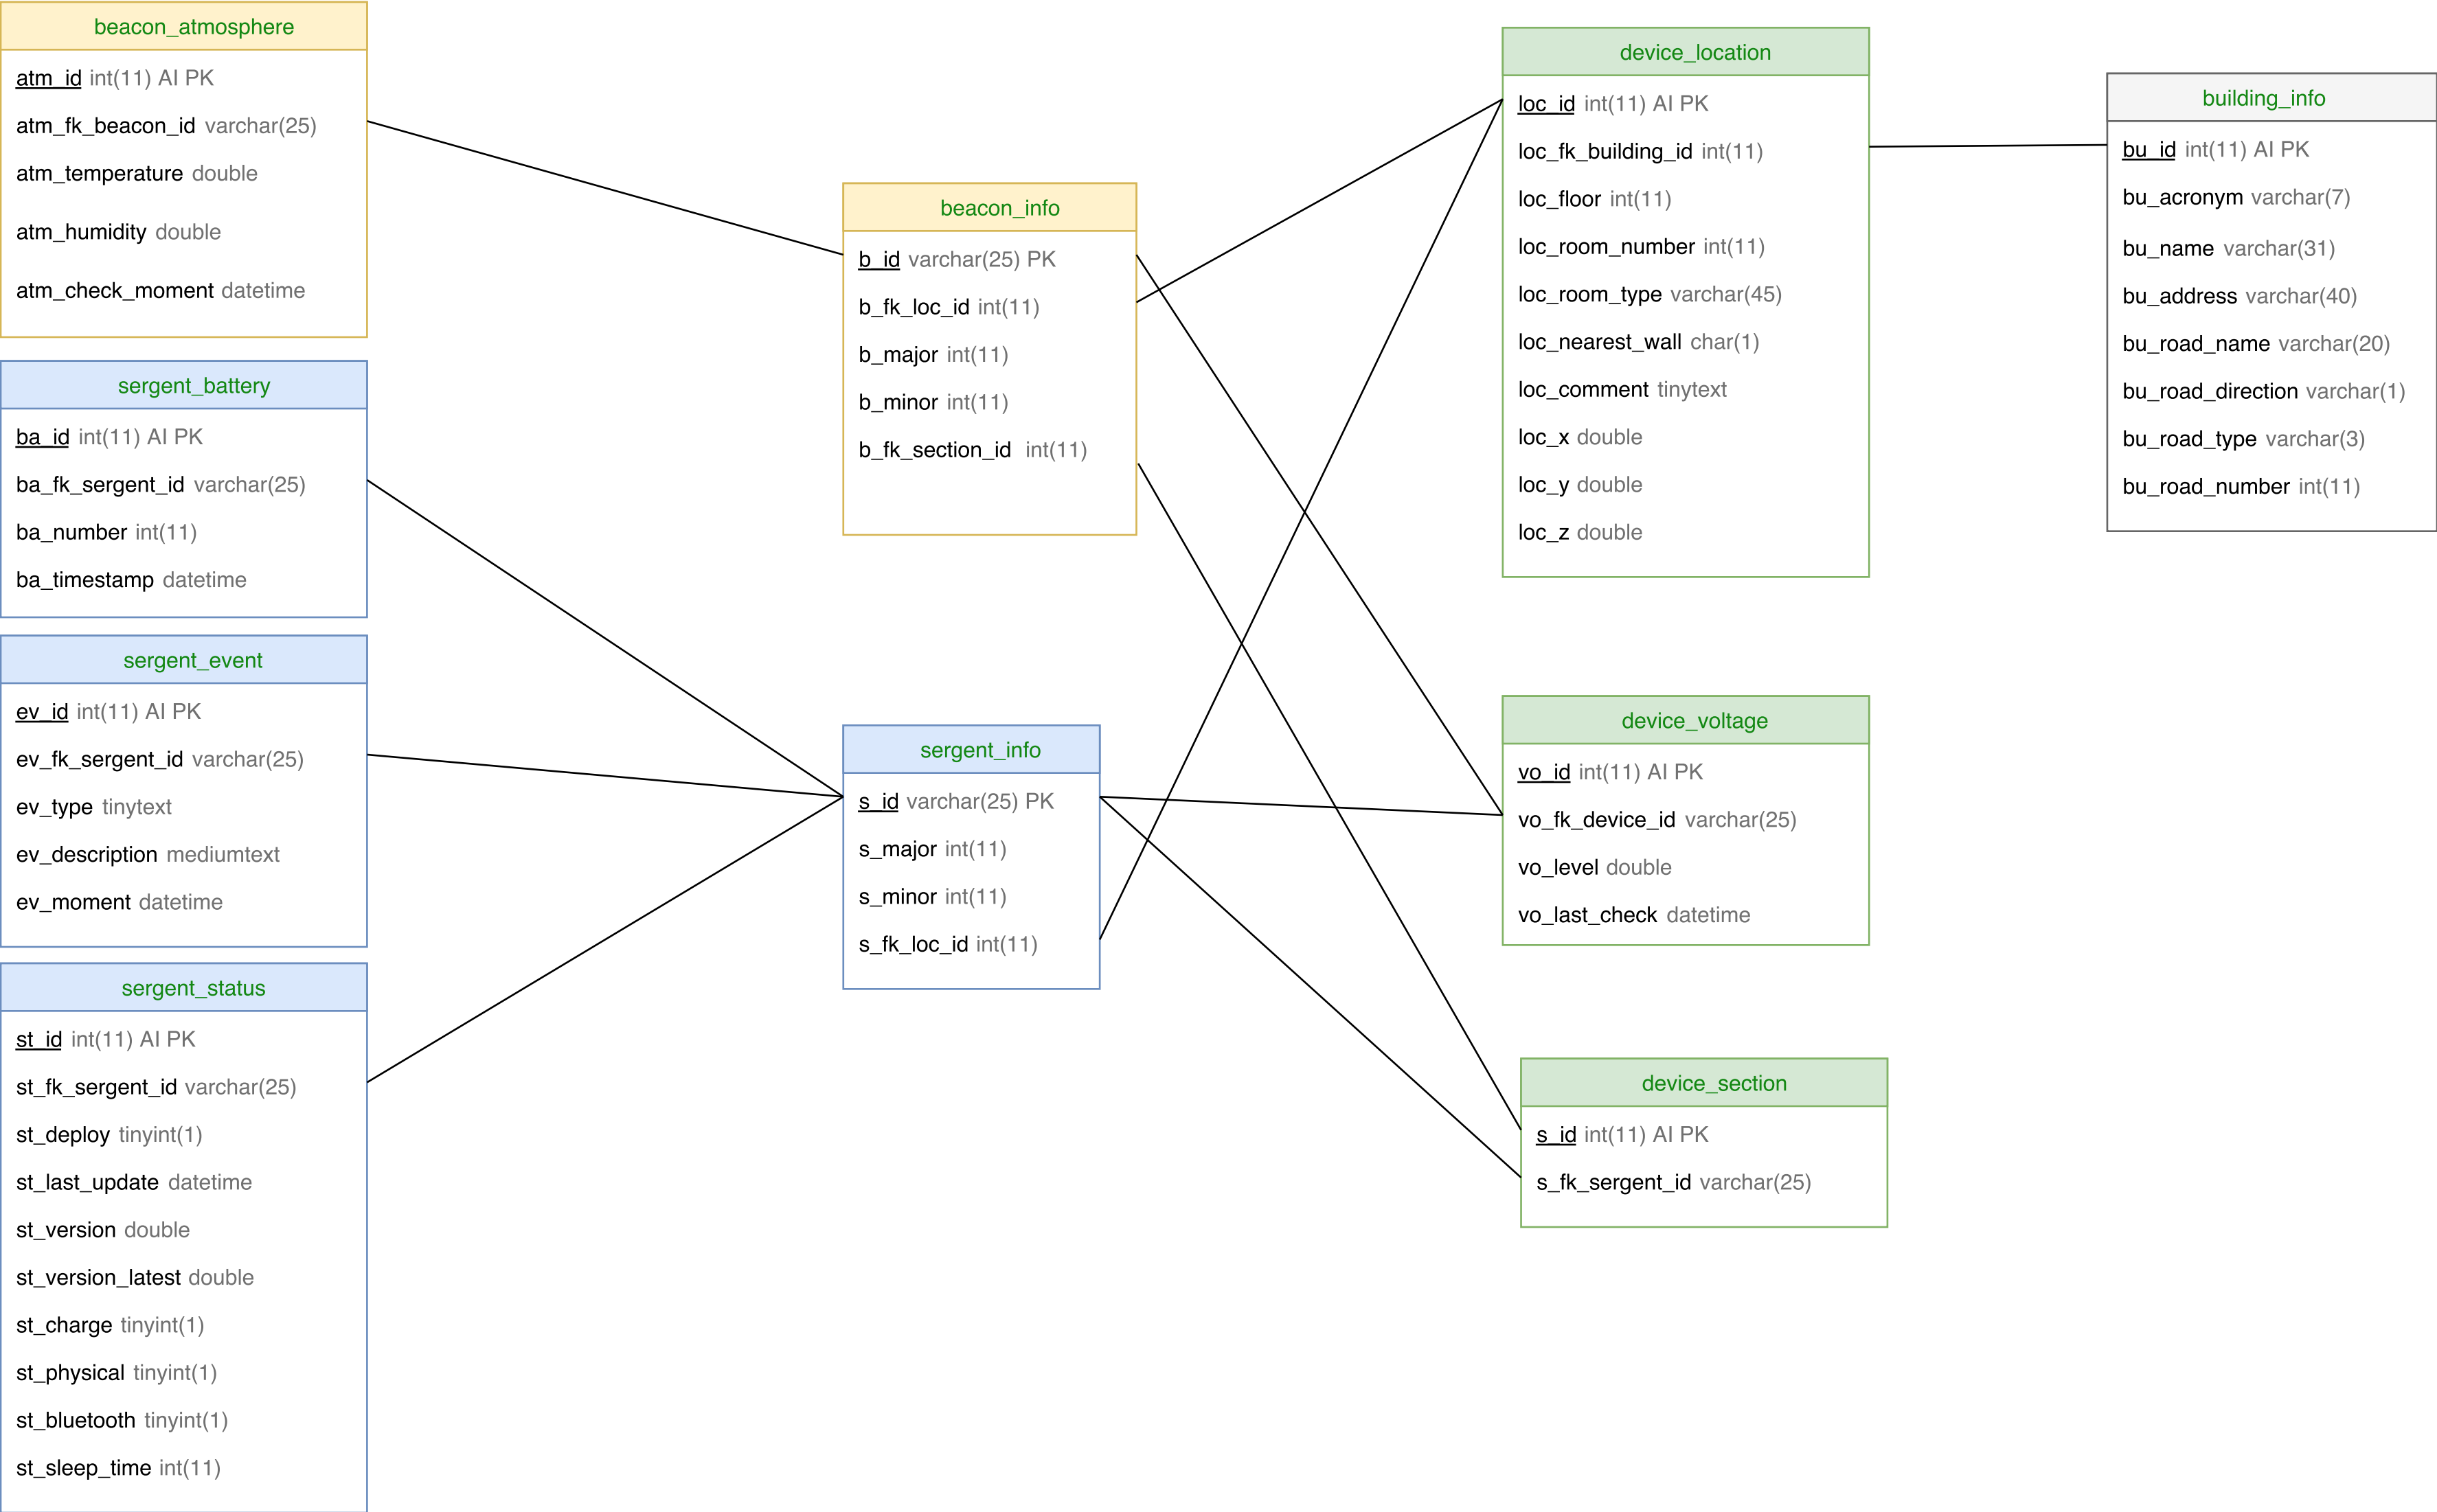 beacon_atmosphere
atm_id int(11) AI PK
atm_fk_beacon_id varchar(25)
atm_temperature double
atm_humidity double
atm_check_moment datetime
sergent_battery
ba_id int(11) AI PK
ba_fk_sergent_id varchar(25)
ba_number int(11)
ba_timestamp datetime
sergent_event
ev_id int(11) AI PK
ev_fk_sergent_id varchar(25)
ev_type tinytext
ev_description mediumtext
ev_moment datetime
sergent_status
st_id int(11) AI PK
st_fk_sergent_id varchar(25)
st_deploy tinyint(1)
st_last_update datetime
st_version double
st_version_latest double
st_charge tinyint(1)
st_physical tinyint(1)
st_bluetooth tinyint(1)
st_sleep_time int(11)
beacon_info
b_id varchar(25) PK
b_fk_loc_id int(11)
b_major int(11)
b_minor int(11)
b_fk_section_id int(11)
sergent_info
s_id varchar(25) PK
s_major int(11)
s_minor int(11)
s_fk_loc_id int(11)
device_location
loc_id int(11) AI PK
loc_fk_building_id int(11)
loc_floor int(11)
loc_room_number int(11)
loc_room_type varchar(45)
loc_nearest_wall char(1)
loc_comment tinytext
loc_x double
loc_y double
loc_z double
device_voltage
vo_id int(11) AI PK
vo_fk_device_id varchar(25)
vo_level double
vo_last_check datetime
device_section
s_id int(11) AI PK
s_fk_sergent_id varchar(25)
building_info
bu_id int(11) AI PK
bu_acronym varchar(7)
bu_name varchar(31)
bu_address varchar(40)
bu_road_name varchar(20)
bu_road_direction varchar(1)
bu_road_type varchar(3)
bu_road_number int(11)